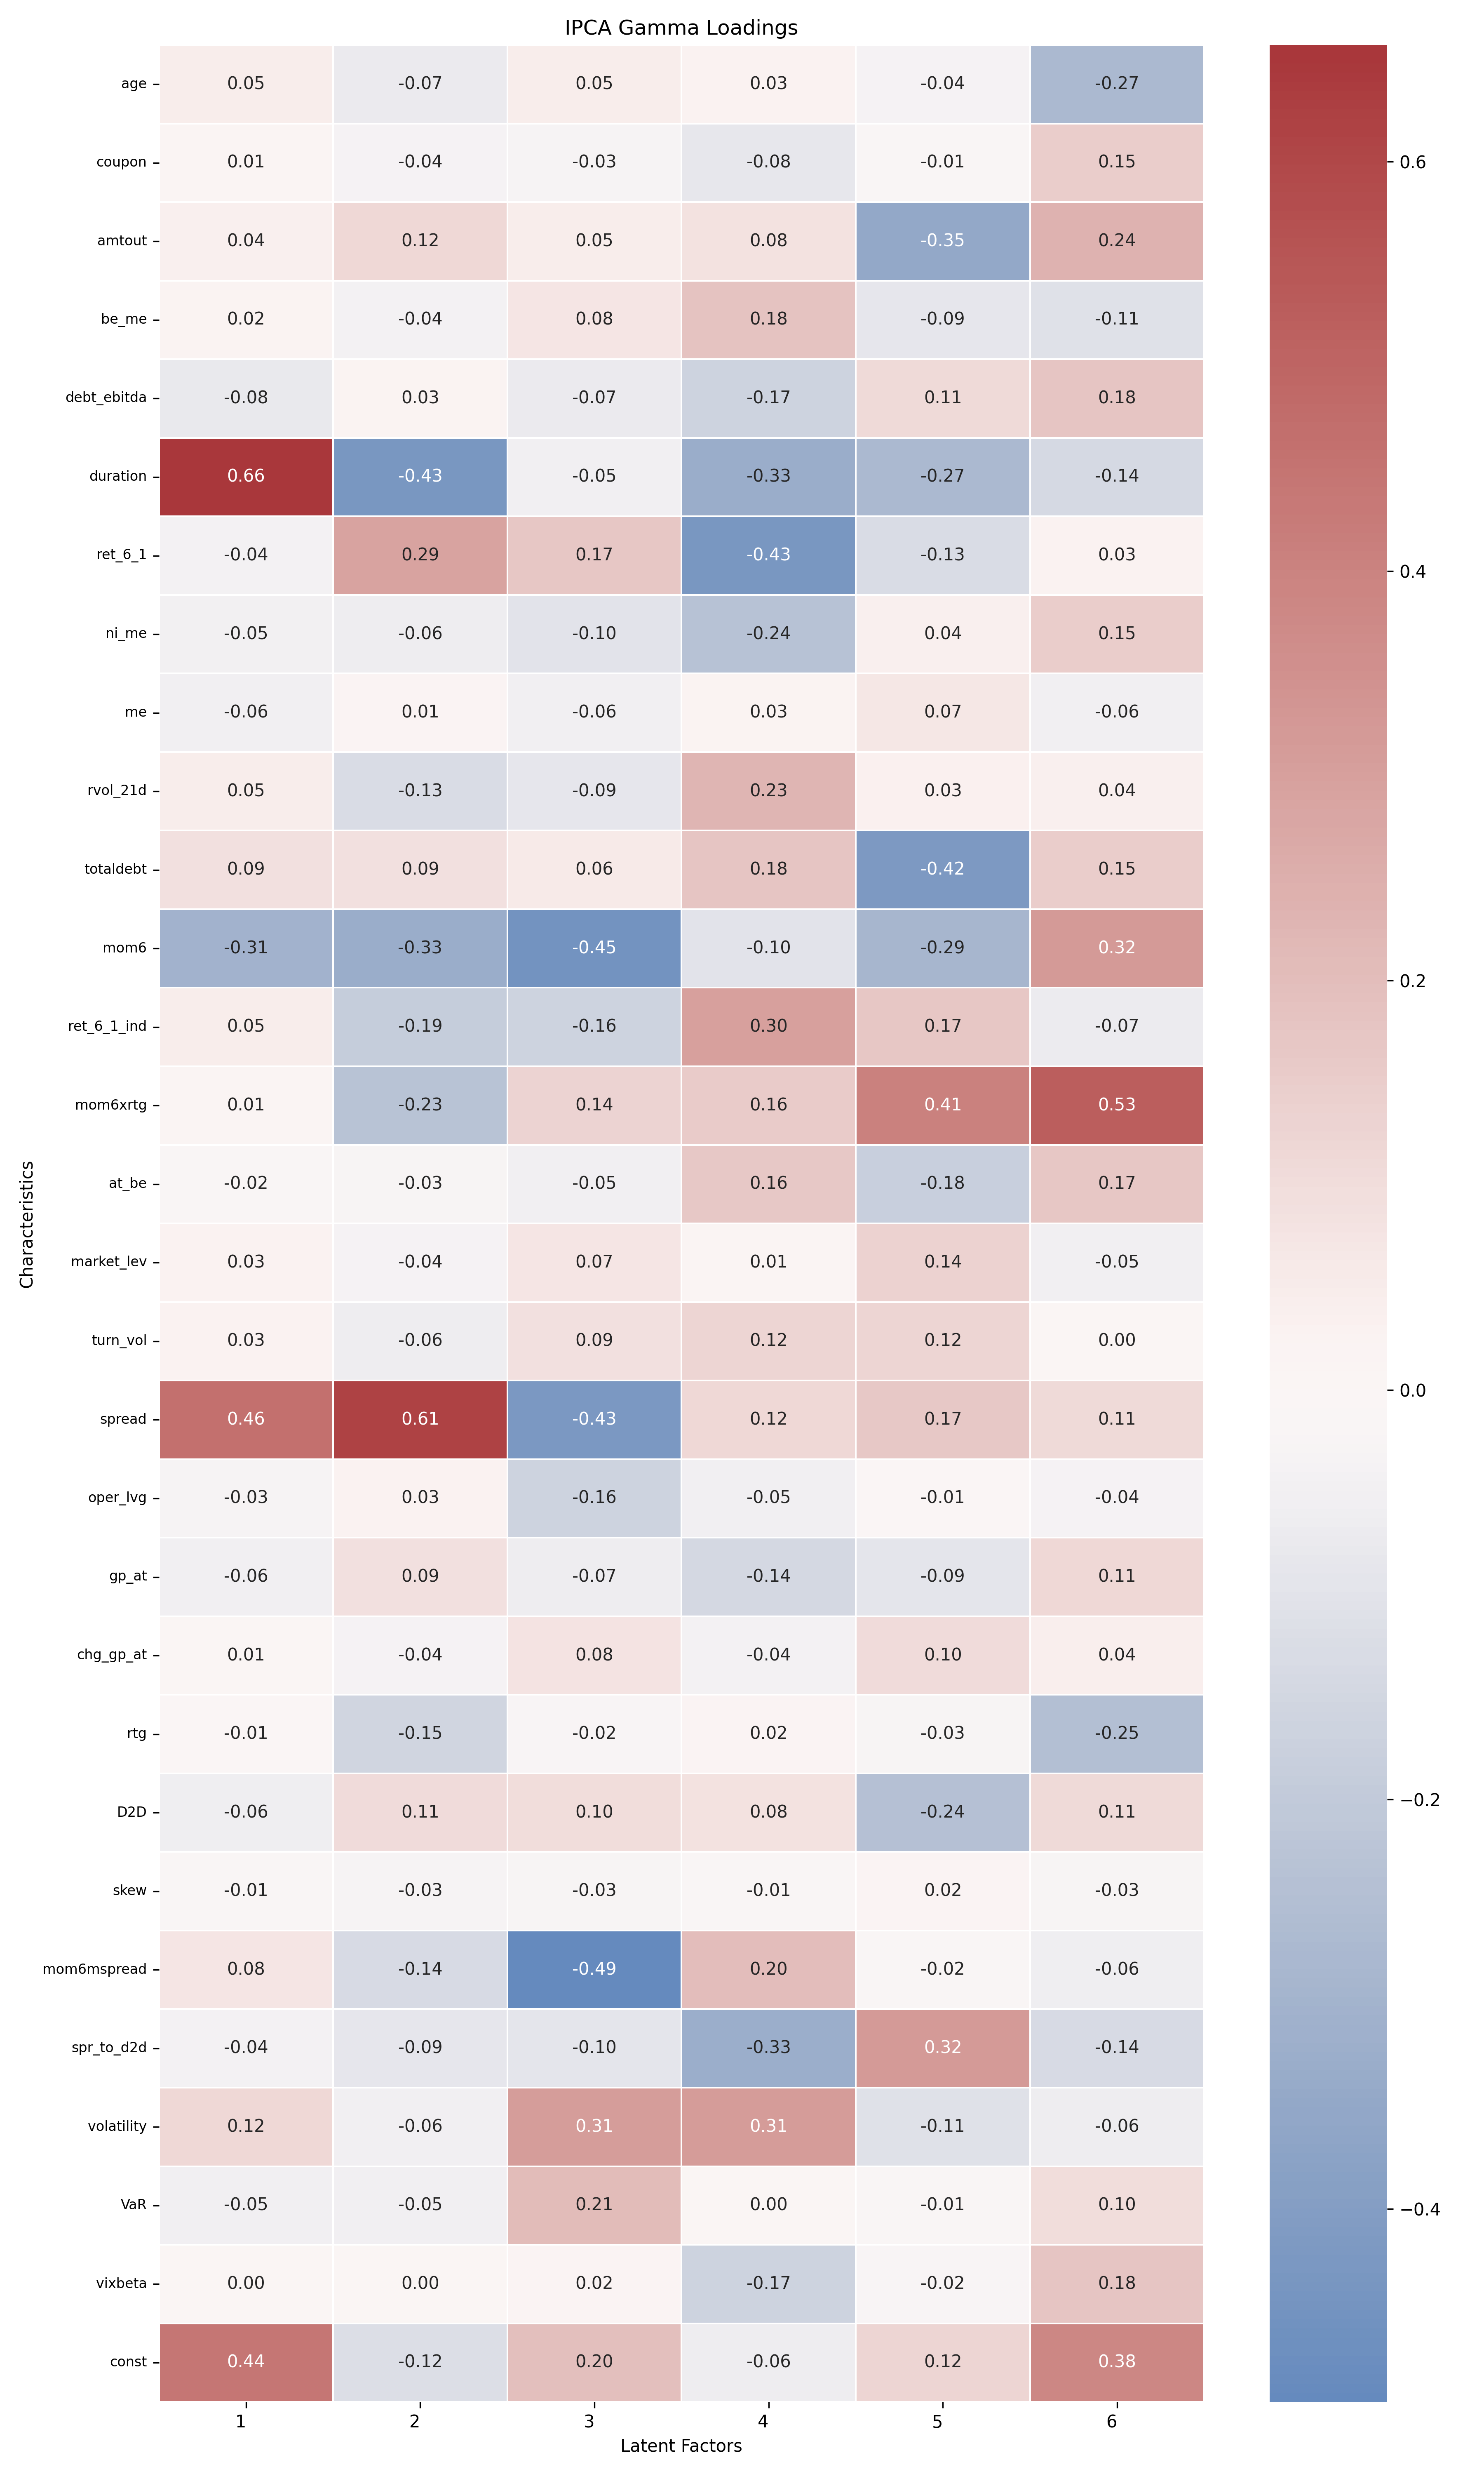 IPCA Gamma Loadings
age 0.05 -0.07 0.05 0.03 -0.04 -0.27
coupon 0.01 -0.04 -0.03 -0.08 -0.01 0.15
amtout 0.04 0.12 0.05 0.08 -0.35 0.24
be_me 0.02 -0.04 0.08 0.18 -0.09 -0.11
debt_ebitda -0.08 0.03 -0.07 -0.17 0.11 0.18
duration 0.66 -0.43 -0.05 -0.33 -0.27 -0.14
ret_6_1 -0.04 0.29 0.17 -0.43 -0.13 0.03
ni_me -0.05 -0.06 -0.10 -0.24 0.04 0.15
me -0.06 0.01 -0.06 0.03 0.07 -0.06
rvol_21d 0.05 -0.13 -0.09 0.23 0.03 0.04
totaldebt 0.09 0.09 0.06 0.18 -0.42 0.15
mom6 -0.31 -0.33 -0.45 -0.10 -0.29 0.32
ret_6_1_ind 0.05 -0.19 -0.16 0.30 0.17 -0.07
mom6xrtg 0.01 -0.23 0.14 0.16 0.41 0.53
at_be -0.02 -0.03 -0.05 0.16 -0.18 0.17
market_lev 0.03 -0.04 0.07 0.01 0.14 -0.05
turn_vol 0.03 -0.06 0.09 0.12 0.12 0.00
spread 0.46 0.61 -0.43 0.12 0.17 0.11
oper_lvg -0.03 0.03 -0.16 -0.05 -0.01 -0.04
gp_at -0.06 0.09 -0.07 -0.14 -0.09 0.11
chg_gp_at 0.01 -0.04 0.08 -0.04 0.10 0.04
rtg -0.01 -0.15 -0.02 0.02 -0.03 -0.25
D2D -0.06 0.11 0.10 0.08 -0.24 0.11
skew -0.01 -0.03 -0.03 -0.01 0.02 -0.03
mom6mspread 0.08 -0.14 -0.49 0.20 -0.02 -0.06
spr_to_d2d -0.04 -0.09 -0.10 -0.33 0.32 -0.14
volatility 0.12 -0.06 0.31 0.31 -0.11 -0.06
VaR -0.05 -0.05 0.21 0.00 -0.01 0.10
vixbeta 0.00 0.00 0.02 -0.17 -0.02 0.18
const 0.44 -0.12 0.20 -0.06 0.12 0.38
1 2 3 4 5 6
Latent Factors
Characteristics
0.6
0.4
0.2
0.0
−0.2
−0.4